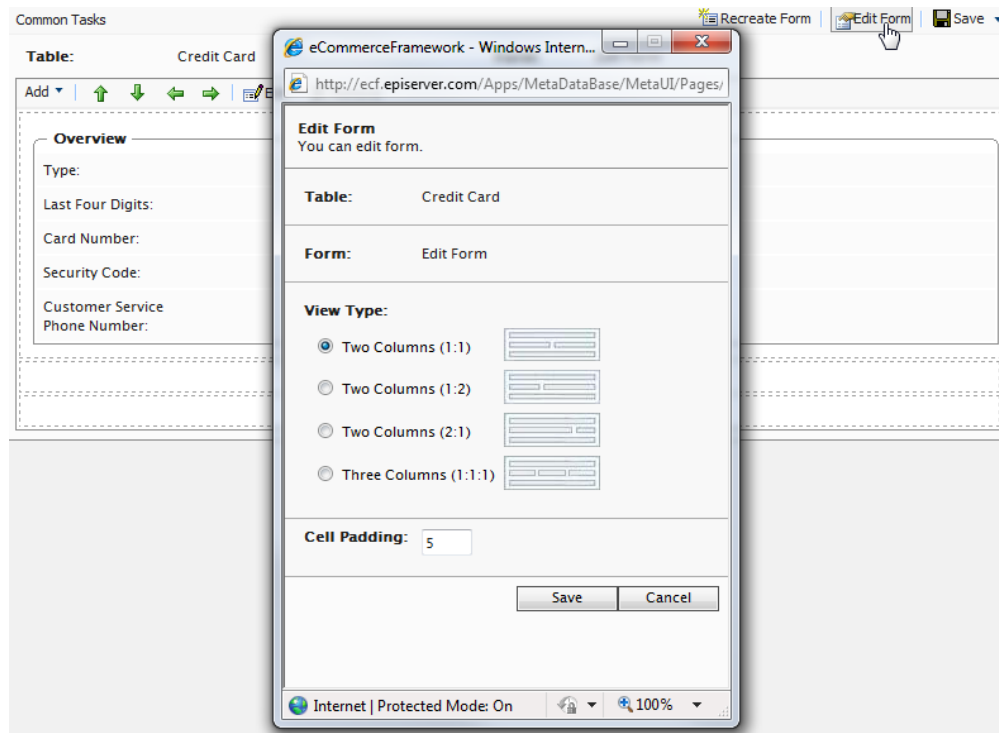 Common Tasks
Recreate Form
Edit Form
Save
Table: Credit Card
Add
eCommerceFramework - Windows Intern...
http://ecf.episerver.com/Apps/MetaDataBase/MetaUI/Pages/
Edit Form
You can edit form.
Table: Credit Card
Form: Edit Form
View Type:
Two Columns (1:1)
Two Columns (1:2)
Two Columns (2:1)
Three Columns (1:1:1)
Cell Padding: 5
Save Cancel
Internet | Protected Mode: On 100%
Overview
Type:
Last Four Digits:
Card Number:
Security Code:
Customer Service
Phone Number: